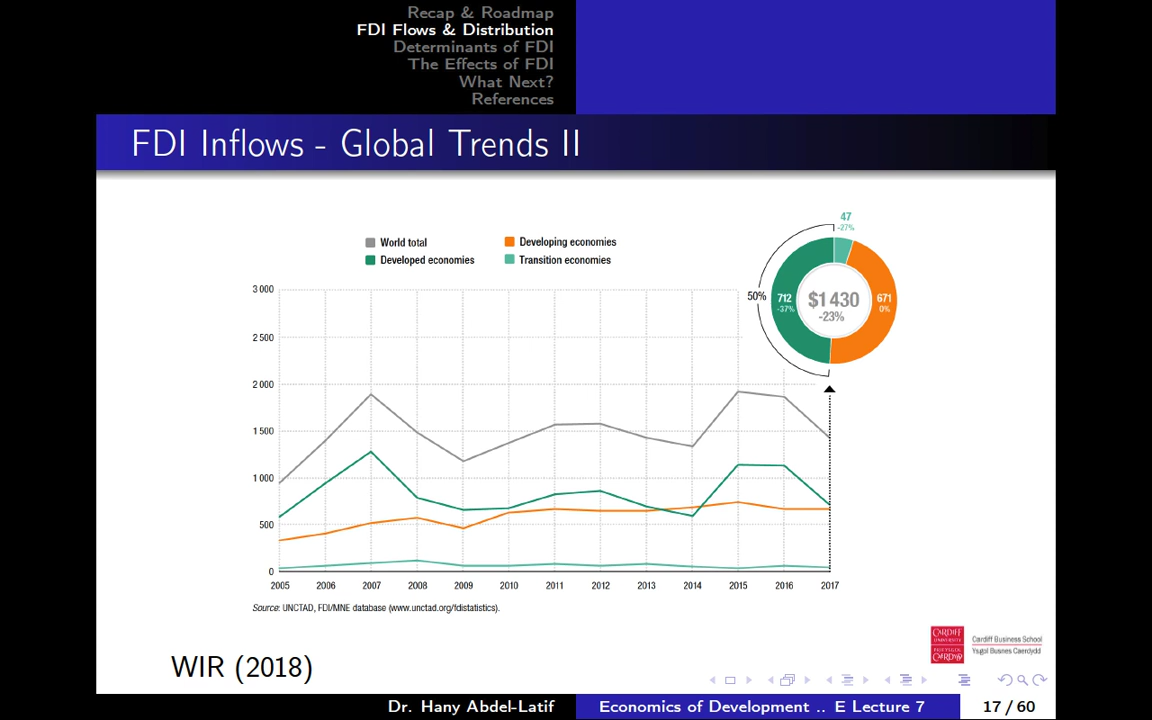 Recap & Roadmap
FDI Flows & Distribution
Determinants of FDI
The Effects of FDI
What Next?
References
FDI Inflows - Global Trends II
World total
Developing economies
Developed economies
Transition economies
47
-27%
50%
712
-37%
$1 430
-23%
671
0%
3 000
2 500
2 000
1 500
1 000
500
0
2005 2006 2007 2008 2009 2010 2011 2012 2013 2014 2015 2016 2017
Source: UNCTAD, FDI/MNE database (www.unctad.org/fdistatistics).
WIR (2018)
CARDIFF
UNIVERSITY
PRIFYSGOL
CAERDYDD
Cardiff Business School
Ysgol Busnes Caerdydd
Dr. Hany Abdel-Latif
Economics of Development .. E Lecture 7
17 / 60